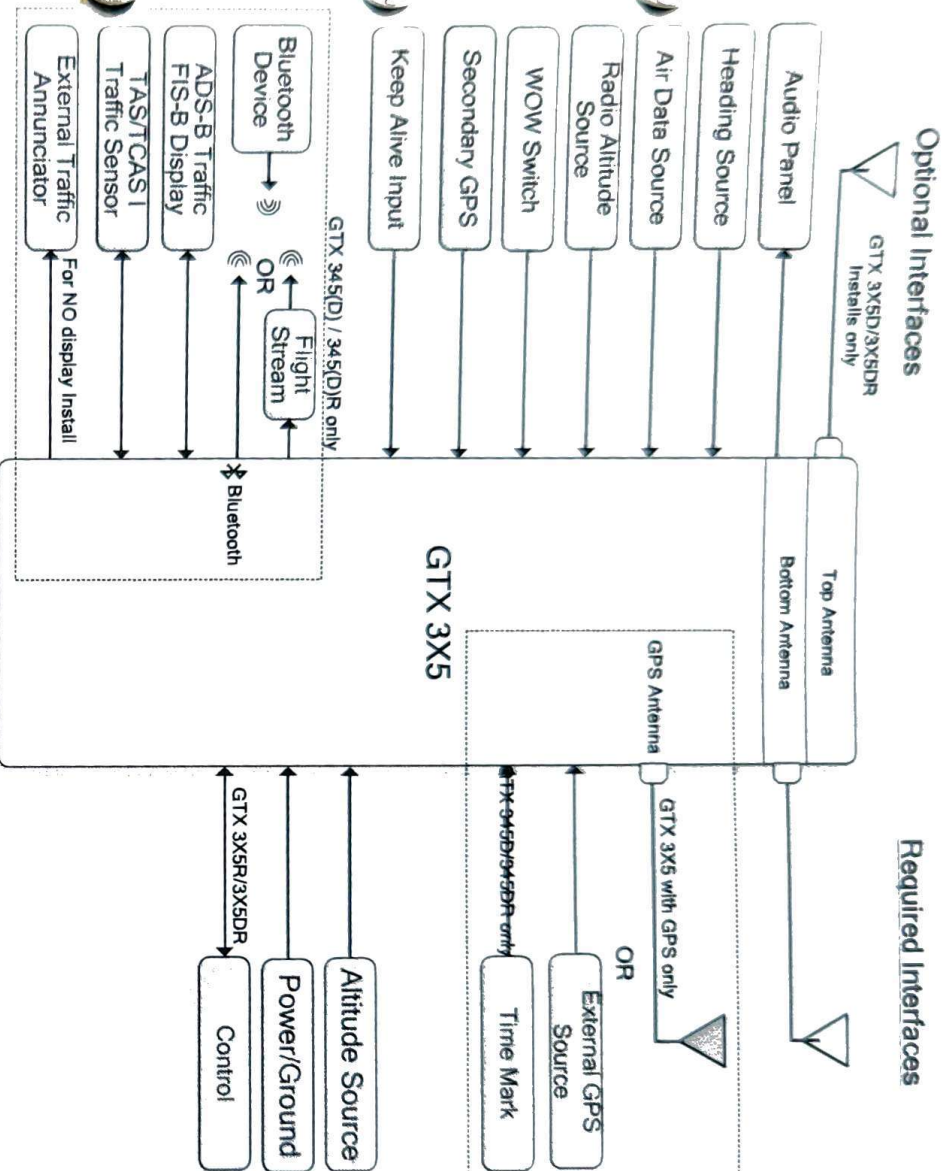 Optional Interfaces
GTX 3X5D/3X5DR
Installs only
Audio Panel
Heading Source
Air Data Source
Radio Altitude
Source
WOW Switch
Secondary GPS
Keep Alive Input
GTX 345(D) / 345(D)R only
Bluetooth
Device
OR
Flight
Stream
ADS-B Traffic
FIS-B Display
TAS/TCAS I
Traffic Sensor
External Traffic
Annunciator
For NO display Install
Top Antenna
Bottom Antenna
GPS Antenna
GTX 3X5
Bluetooth
Required Interfaces
GTX 3X5 with GPS only
OR
External GPS
Source
GTX 345D/345DR only
Time Mark
Altitude Source
Power/Ground
GTX 3X5R/3X5DR
Control